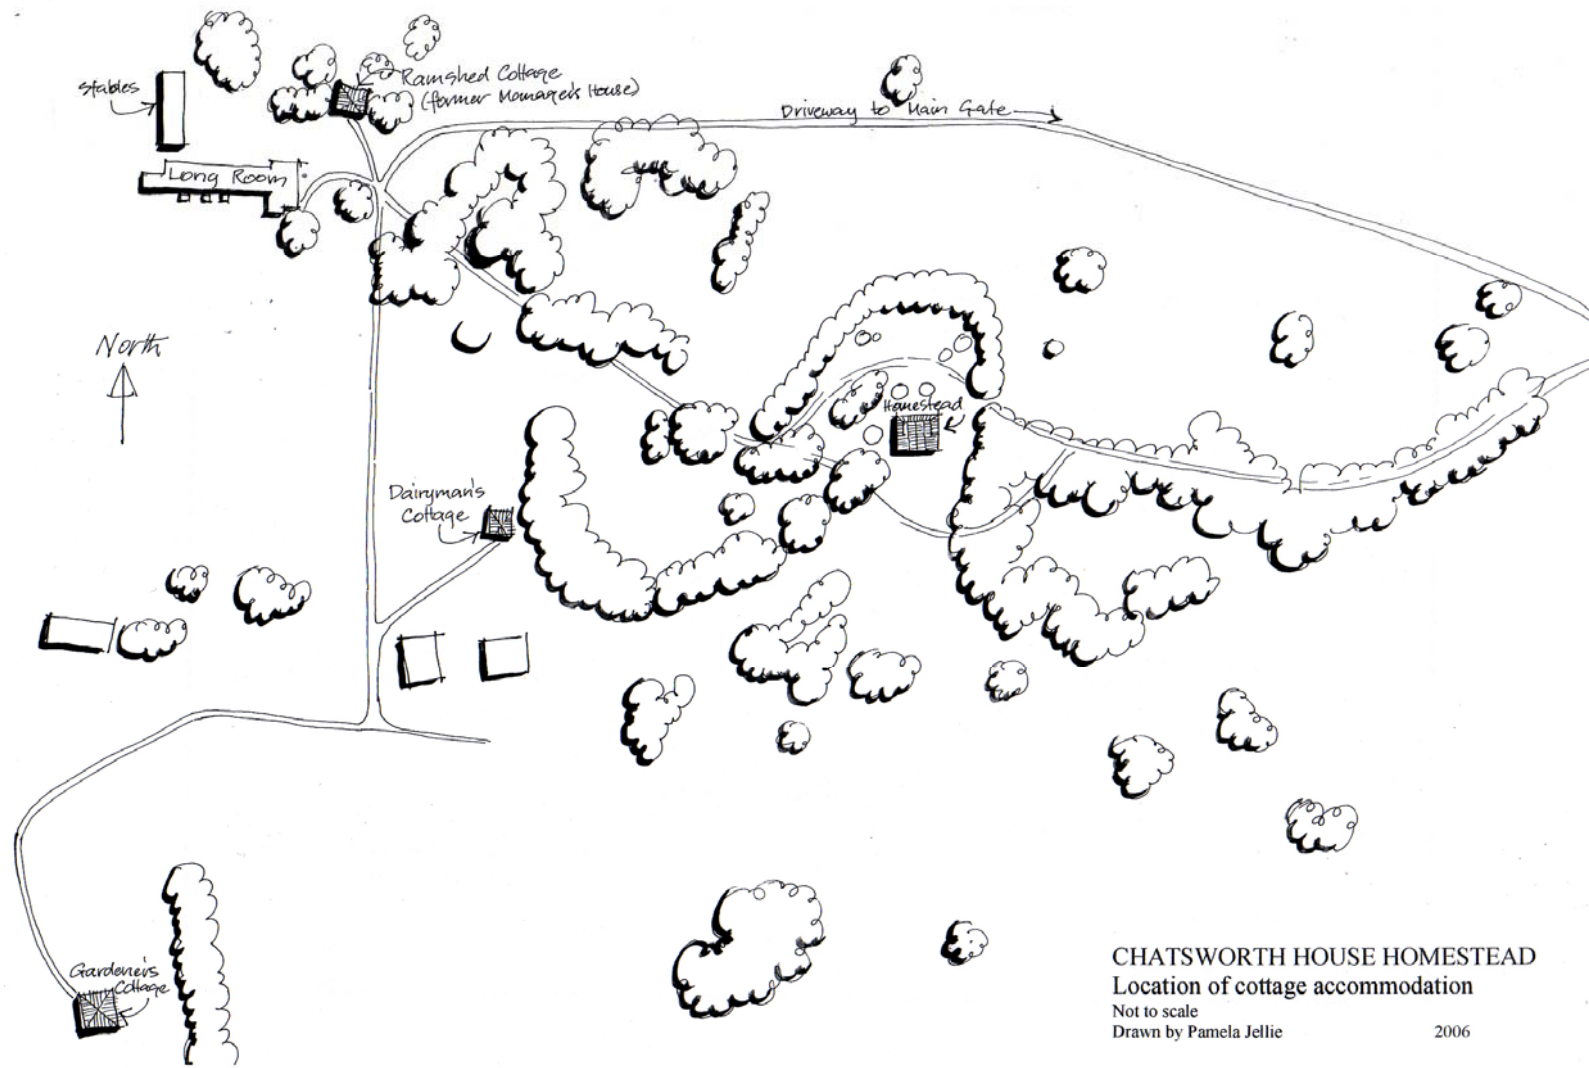 Ramshed Cottage
(former Manager's House)
Stables
Driveway to Main Gate
Long Room
North
Homestead
Dairyman's
Cottage
Gardener's
Cottage
CHATSWORTH HOUSE HOMESTEAD
Location of cottage accommodation
Not to scale
Drawn by Pamela Jellie 2006